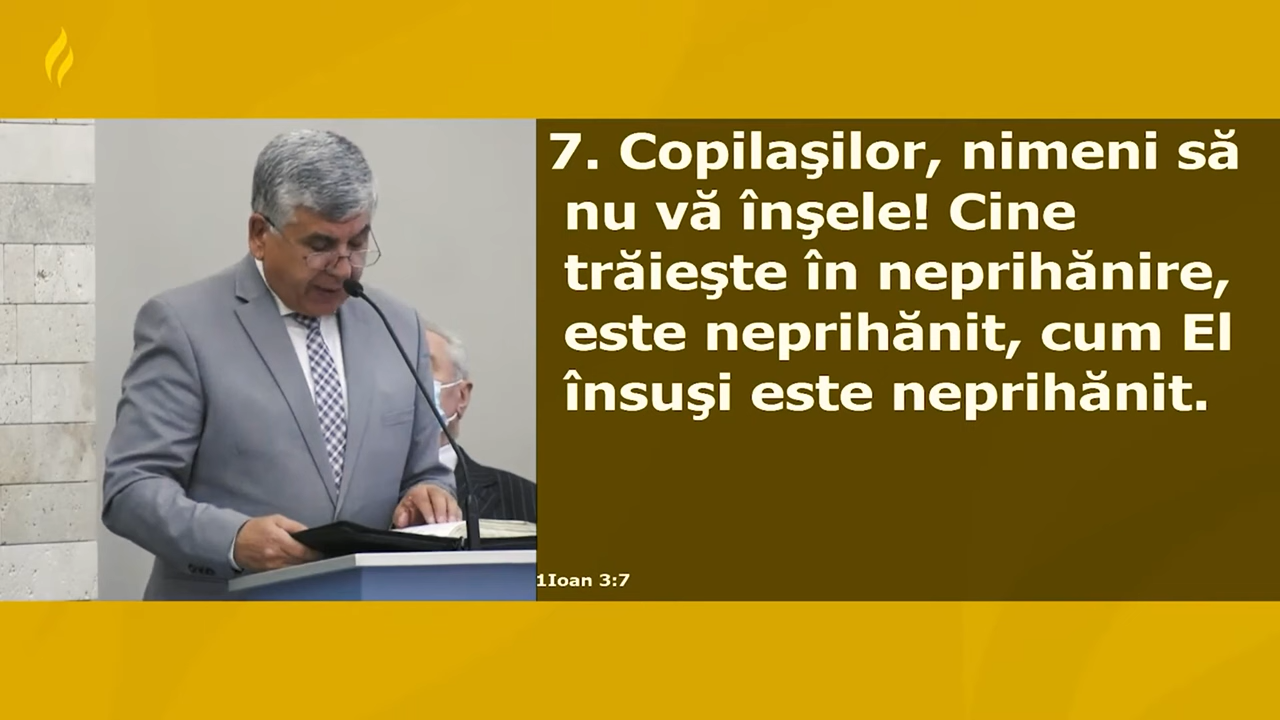 7. Copilaşilor, nimeni să
nu vă înşele! Cine
trăieşte în neprihănire,
este neprihănit, cum El
însuşi este neprihănit.
1Ioan 3:7